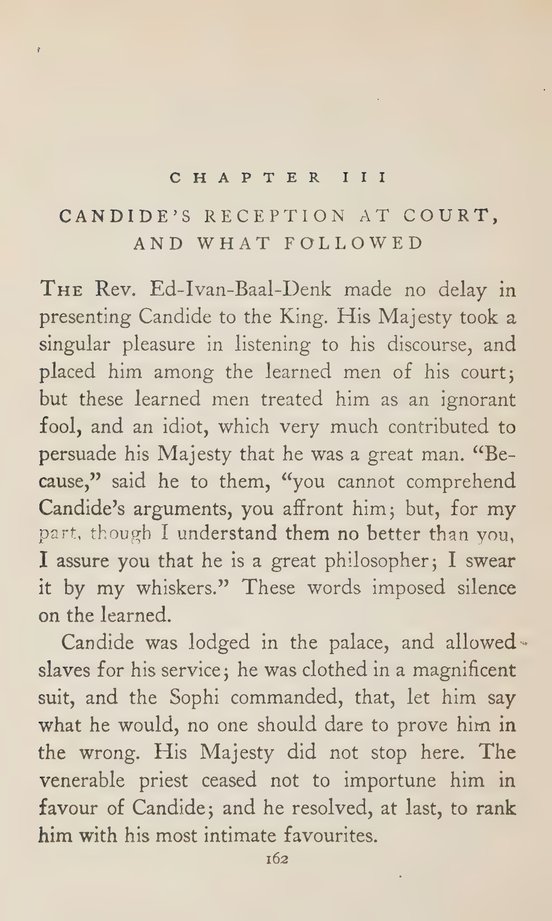 CHAPTER III
CANDIDE'S RECEPTION AT COURT,
AND WHAT FOLLOWED
THE Rev. Ed-Ivan-Baal-Denk made no delay in
presenting Candide to the King. His Majesty took a
singular pleasure in listening to his discourse, and
placed him among the learned men of his court;
but these learned men treated him as an ignorant
fool, and an idiot, which very much contributed to
persuade his Majesty that he was a great man. “Be-
cause,” said he to them, “you cannot comprehend
Candide's arguments, you affront him; but, for my
part, though I understand them no better than you,
I assure you that he is a great philosopher; I swear
it by my whiskers.” These words imposed silence
on the learned.
Candide was lodged in the palace, and allowed
slaves for his service; he was clothed in a magnificent
suit, and the Sophi commanded, that, let him say
what he would, no one should dare to prove him in
the wrong. His Majesty did not stop here. The
venerable priest ceased not to importune him in
favour of Candide; and he resolved, at last, to rank
him with his most intimate favourites.
162